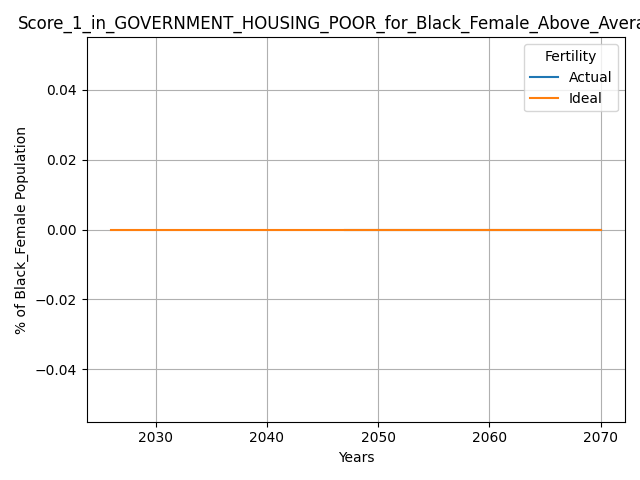 Score_1_in_GOVERNMENT_HOUSING_POOR_for_Black_Female_Above_Avera
Fertility
Actual
Ideal
0.04
0.02
0.00
−0.02
−0.04
% of Black_Female Population
2030 2040 2050 2060 2070
Years